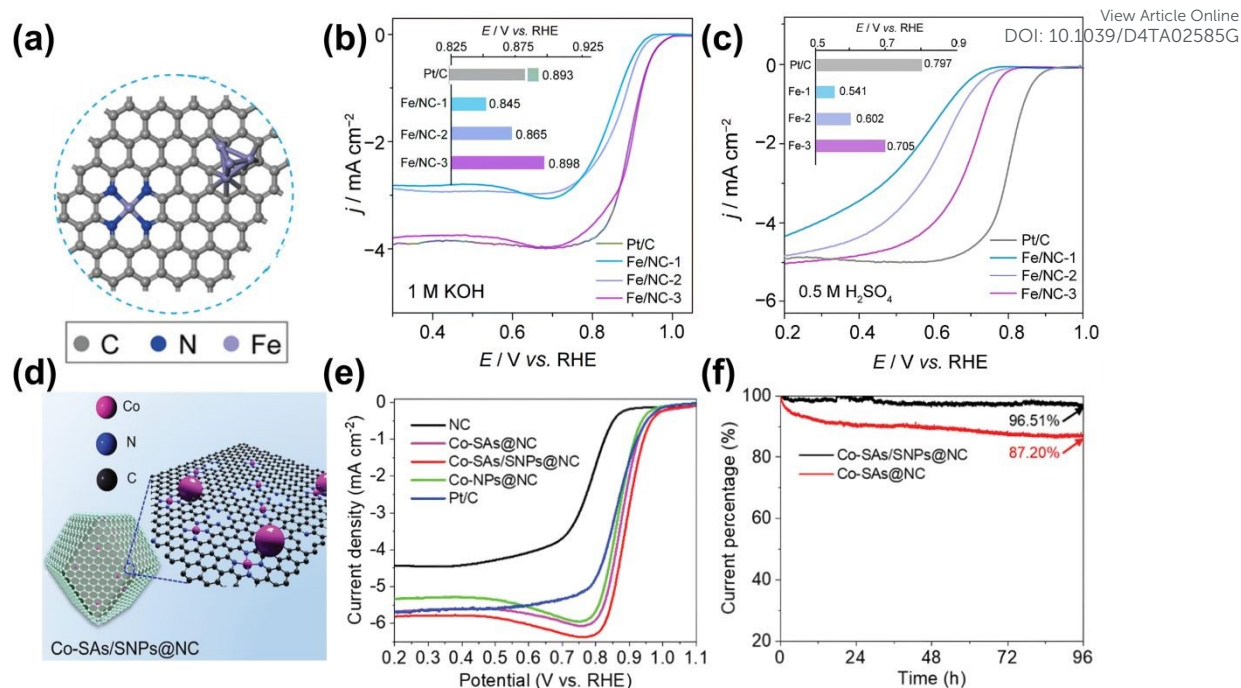 View Article Online
DOI: 10.1039/D4TA02585G
(a)
C N Fe
(b)
E / V vs. RHE
0.825 0.875 0.925
Pt/C 0.893
Fe/NC-1 0.845
Fe/NC-2 0.865
Fe/NC-3 0.898
0
−2
−4
j / mA cm⁻²
Pt/C
Fe/NC-1
Fe/NC-2
Fe/NC-3
1 M KOH
0.4 0.6 0.8 1.0
E / V vs. RHE
(c)
E / V vs. RHE
0.5 0.7 0.9
Pt/C 0.797
Fe-1 0.541
Fe-2 0.602
Fe-3 0.705
0
−2
−4
−6
j / mA cm⁻²
Pt/C
Fe/NC-1
Fe/NC-2
Fe/NC-3
0.5 M H₂SO₄
0.2 0.4 0.6 0.8 1.0
E / V vs. RHE
(d)
Co
N
C
Co-SAs/SNPs@NC
(e)
0
-1
-2
-3
-4
-5
-6
Current density (mA cm⁻²)
NC
Co-SAs@NC
Co-SAs/SNPs@NC
Co-NPs@NC
Pt/C
0.2 0.3 0.4 0.5 0.6 0.7 0.8 0.9 1.0 1.1
Potential (V vs. RHE)
(f)
100
80
60
40
20
Current percentage (%)
96.51%
87.20%
Co-SAs/SNPs@NC
Co-SAs@NC
0 24 48 72 96
Time (h)